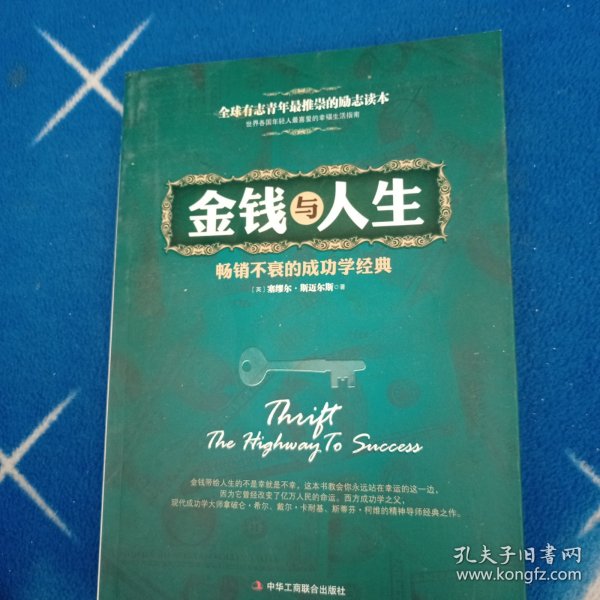 全球有志青年最推崇的励志读本
世界各国年轻人最喜爱的幸福生活指南
金钱与人生
畅销不衰的成功学经典
[英] 塞缪尔·斯迈尔斯 ◎ 著
Thrift
The Highway To Success
金钱带给人生的不是幸就是不幸，这本书教会你永远站在幸运的这一边，
因为它曾经改变了亿万人民的命运。西方成功学之父，
现代成功学大师拿破仑·希尔、戴尔·卡耐基、斯蒂芬·柯维的精神导师经典之作。
中华工商联合出版社
孔夫子旧书网
www.kongfz.com